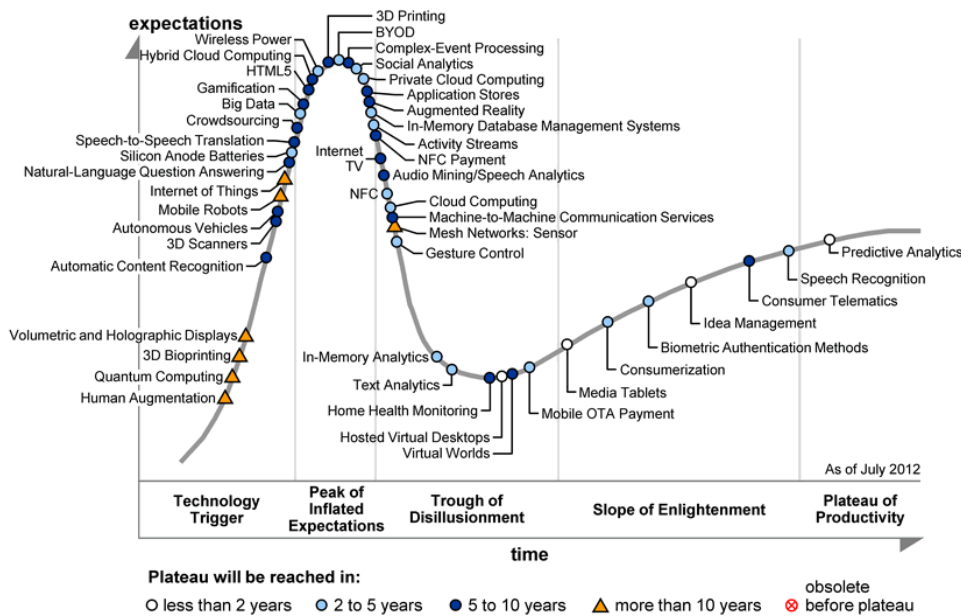 expectations
3D Printing
BYOD
Wireless Power
Complex-Event Processing
Hybrid Cloud Computing
Social Analytics
HTML5
Private Cloud Computing
Gamification
Application Stores
Big Data
Augmented Reality
Crowdsourcing
In-Memory Database Management Systems
Speech-to-Speech Translation
Activity Streams
Silicon Anode Batteries
Internet
TV
NFC Payment
Natural-Language Question Answering
Audio Mining/Speech Analytics
Internet of Things
NFC
Cloud Computing
Mobile Robots
Machine-to-Machine Communication Services
Autonomous Vehicles
Mesh Networks: Sensor
3D Scanners
Gesture Control
Automatic Content Recognition
Predictive Analytics
Speech Recognition
Consumer Telematics
Idea Management
Volumetric and Holographic Displays
Biometric Authentication Methods
3D Bioprinting
In-Memory Analytics
Consumerization
Quantum Computing
Text Analytics
Media Tablets
Human Augmentation
Home Health Monitoring
Mobile OTA Payment
Hosted Virtual Desktops
Virtual Worlds
As of July 2012
Technology
Trigger
Peak of
Inflated
Expectations
Trough of
Disillusionment
Slope of Enlightenment
Plateau of
Productivity
time
Plateau will be reached in:
less than 2 years
2 to 5 years
5 to 10 years
more than 10 years
obsolete
before plateau